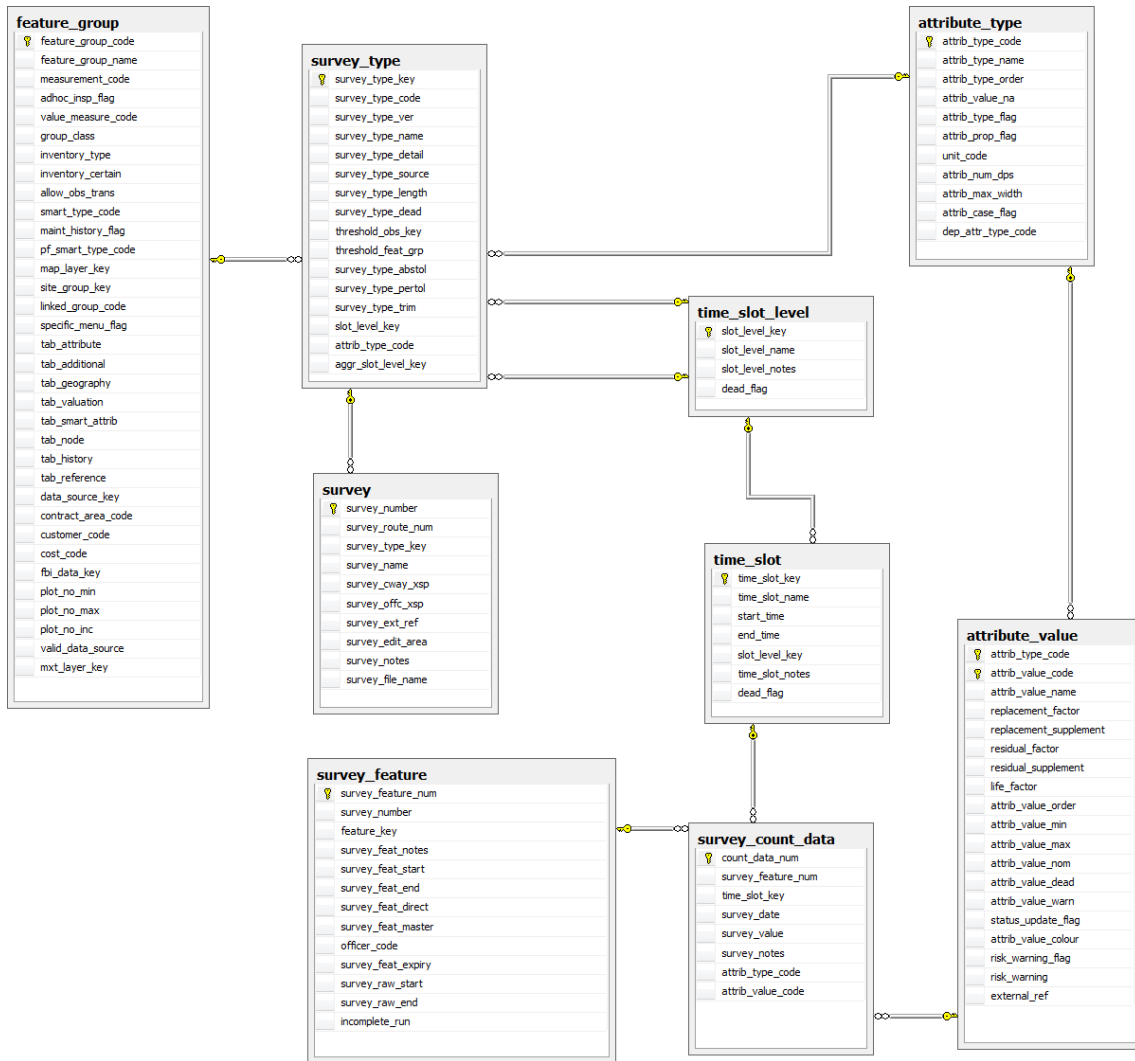 feature_group
feature_group_code
feature_group_name
measurement_code
adhoc_insp_flag
value_measure_code
group_class
inventory_type
inventory_certain
allow_obs_trans
smart_type_code
maint_history_flag
pf_smart_type_code
map_layer_key
site_group_key
linked_group_code
specific_menu_flag
tab_attribute
tab_additional
tab_geography
tab_valuation
tab_smart_attrib
tab_node
tab_history
tab_reference
data_source_key
contract_area_code
customer_code
cost_code
fbi_data_key
plot_no_min
plot_no_max
plot_no_inc
valid_data_source
mxt_layer_key
survey_type
survey_type_key
survey_type_code
survey_type_ver
survey_type_name
survey_type_detail
survey_type_source
survey_type_length
survey_type_dead
threshold_obs_key
threshold_feat_grp
survey_type_abstol
survey_type_pertol
survey_type_trim
slot_level_key
attrib_type_code
aggr_slot_level_key
survey
survey_number
survey_route_num
survey_type_key
survey_name
survey_cway_xsp
survey_offc_xsp
survey_ext_ref
survey_edit_area
survey_notes
survey_file_name
survey_feature
survey_feature_num
survey_number
feature_key
survey_feat_notes
survey_feat_start
survey_feat_end
survey_feat_direct
survey_feat_master
officer_code
survey_feat_expiry
survey_raw_start
survey_raw_end
incomplete_run
time_slot_level
slot_level_key
slot_level_name
slot_level_notes
dead_flag
time_slot
time_slot_key
time_slot_name
start_time
end_time
slot_level_key
time_slot_notes
dead_flag
survey_count_data
count_data_num
survey_feature_num
time_slot_key
survey_date
survey_value
survey_notes
attrib_type_code
attrib_value_code
attribute_type
attrib_type_code
attrib_type_name
attrib_type_order
attrib_value_na
attrib_type_flag
attrib_prop_flag
unit_code
attrib_num_dps
attrib_max_width
attrib_case_flag
dep_attr_type_code
attribute_value
attrib_type_code
attrib_value_code
attrib_value_name
replacement_factor
replacement_supplement
residual_factor
residual_supplement
life_factor
attrib_value_order
attrib_value_min
attrib_value_max
attrib_value_nom
attrib_value_dead
attrib_value_warn
status_update_flag
attrib_value_colour
risk_warning_flag
risk_warning
external_ref